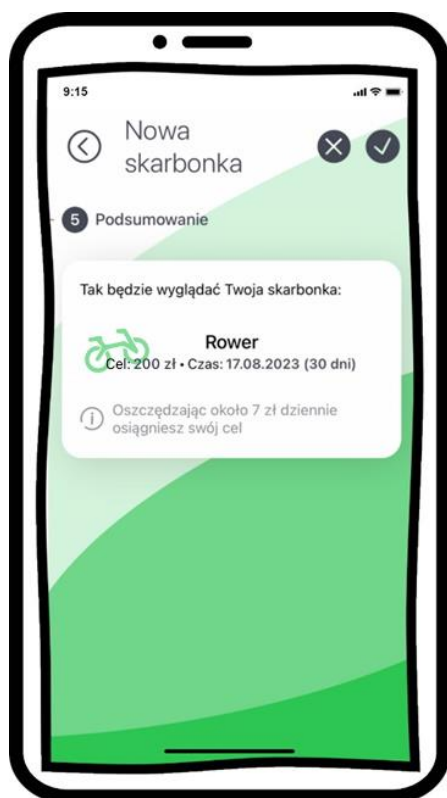 9:15
Nowa
skarbonka
5 Podsumowanie
Tak będzie wyglądać Twoja skarbonka:
Rower
Cel: 200 zł • Czas: 17.08.2023 (30 dni)
Oszczędzając około 7 zł dziennie
osiągniesz swój cel